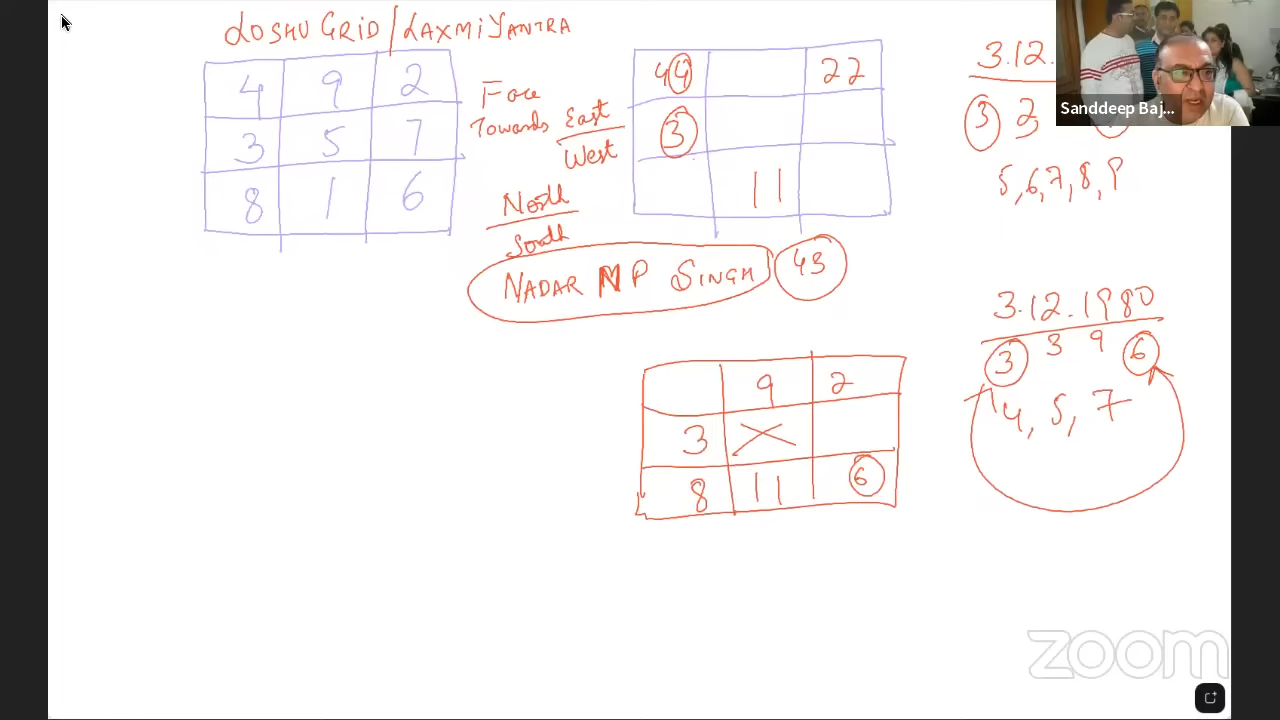 LOSHU GRID / LAXMI YANTRA
4 9 2
3 5 7
8 1 6
Face
Towards East
West
North
South
44 22
3
11
3.12.
3 3
5,6,7,8,9
Sanddeep Baj...
NADAR MP SINGH 43
3.12.1980
3 3 9 6
4, 5, 7
9 2
3
8 11 6
zoom